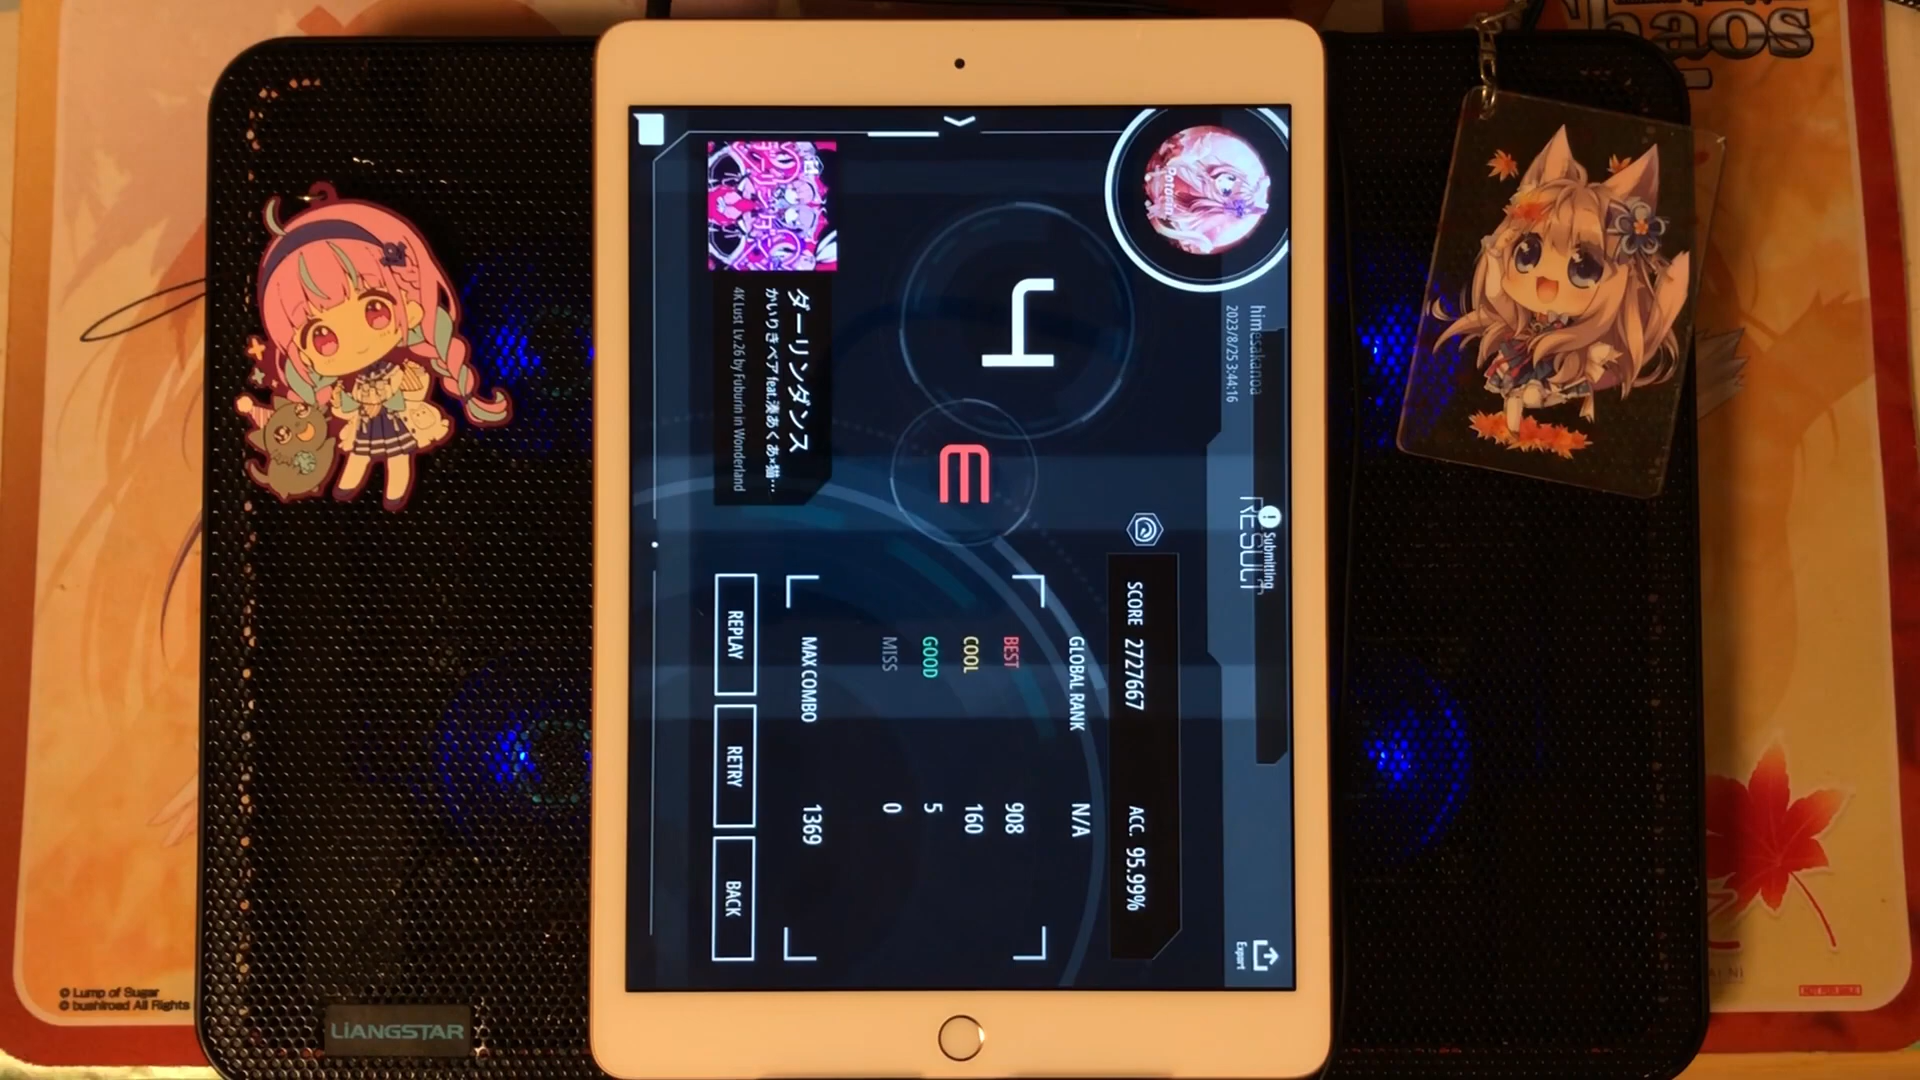 himesakanoa
2023/8/25 3:44:16
Submitting
RESULT
Export
SCORE 2727667 ACC. 95.99%
GLOBAL RANK N/A
BEST 908
COOL 160
GOOD 5
MISS 0
MAX COMBO 1369
ダーリンダンス
かいりきベア feat.湊あくあ×猫…
4K Lust Lv.26 by Fuburin in Wonderland
REPLAY
RETRY
BACK
LIANGSTAR
© Lump of Sugar
© bushiroad All Rights
haos